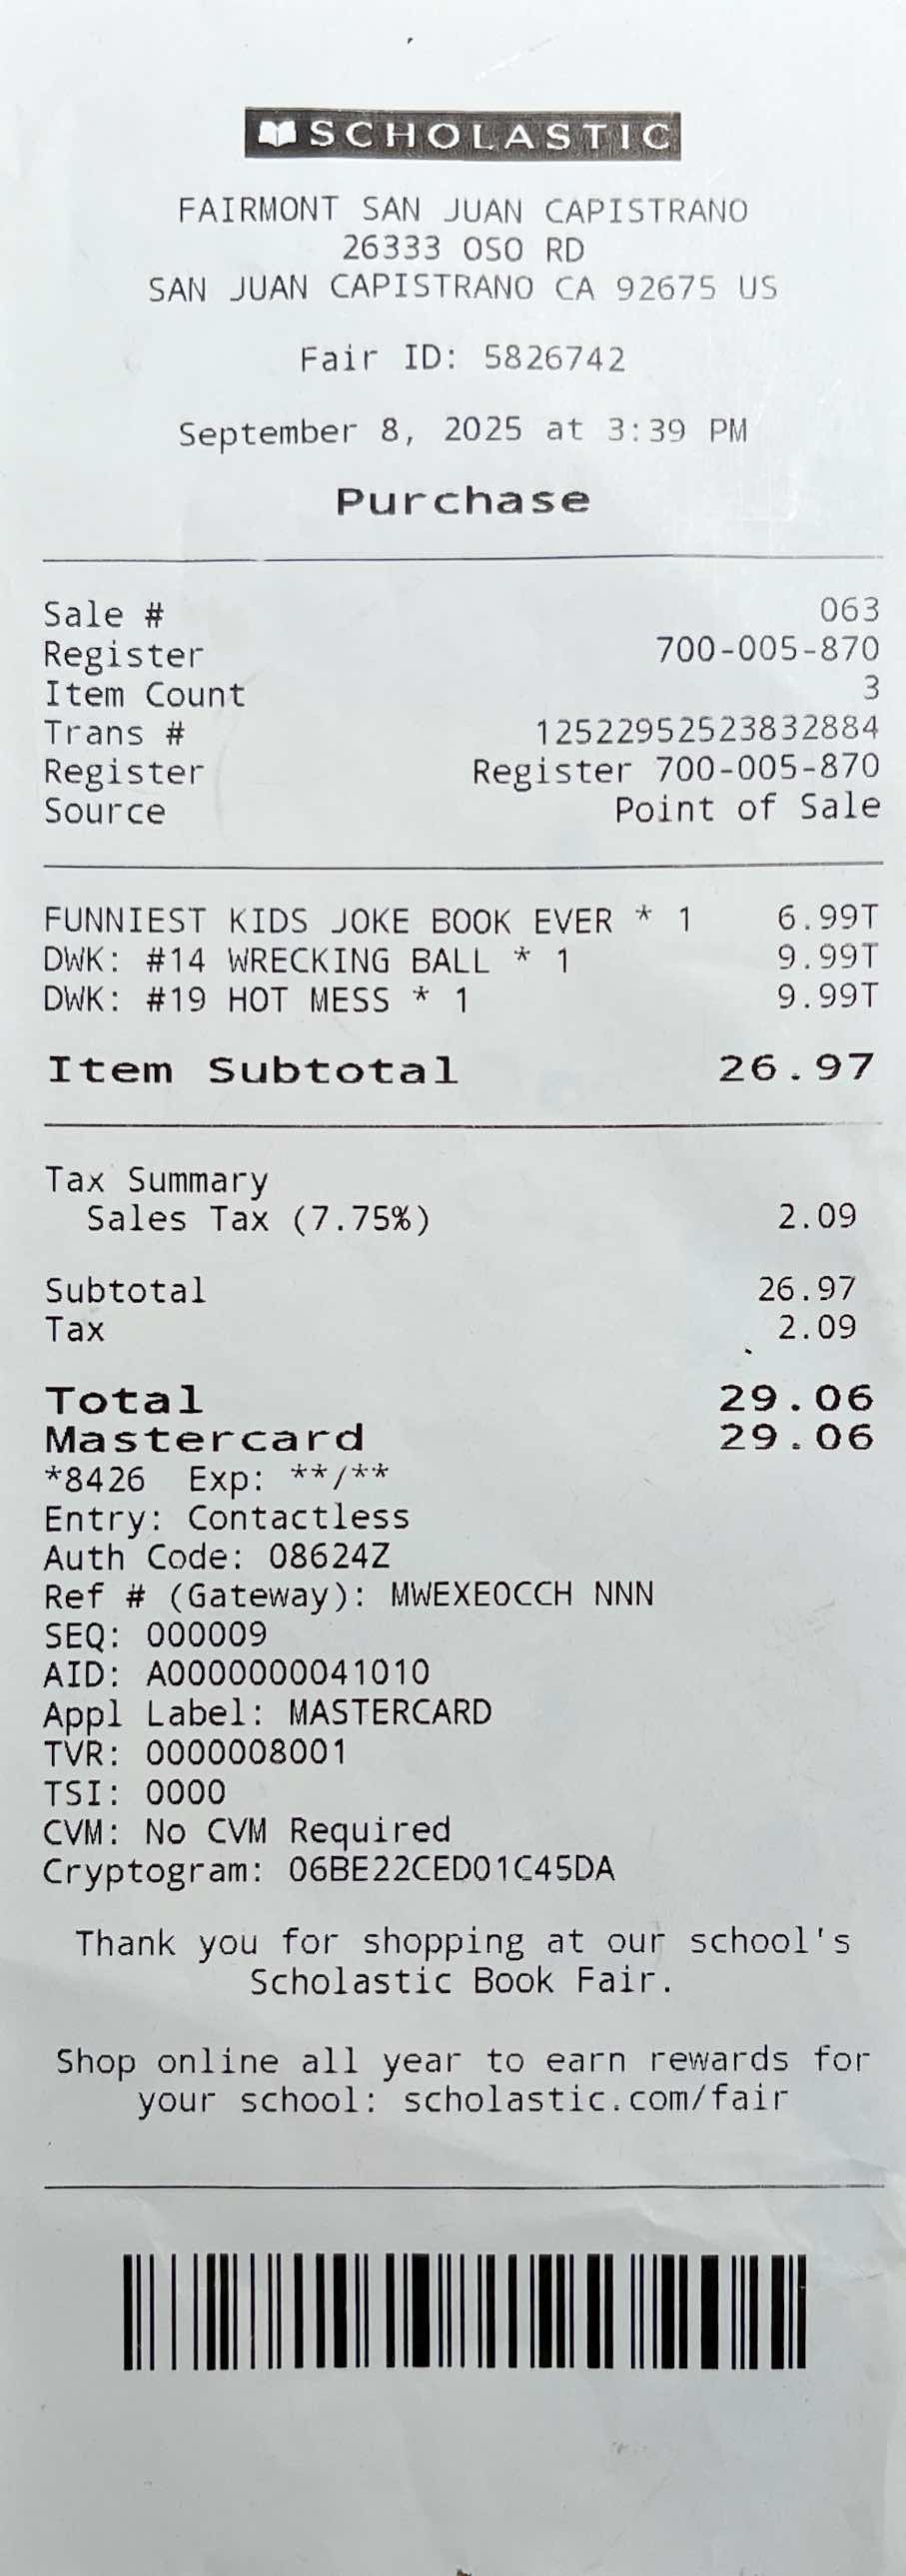 SCHOLASTIC
FAIRMONT SAN JUAN CAPISTRANO
26333 OSO RD
SAN JUAN CAPISTRANO CA 92675 US
Fair ID: 5826742
September 8, 2025 at 3:39 PM
Purchase
Sale # 063
Register 700-005-870
Item Count 3
Trans # 12522952523832884
Register Register 700-005-870
Source Point of Sale
FUNNIEST KIDS JOKE BOOK EVER * 1 6.99T
DWK: #14 WRECKING BALL * 1 9.99T
DWK: #19 HOT MESS * 1 9.99T
Item Subtotal 26.97
Tax Summary
Sales Tax (7.75%) 2.09
Subtotal 26.97
Tax 2.09
Total 29.06
Mastercard 29.06
*8426 Exp: **/**
Entry: Contactless
Auth Code: 08624Z
Ref # (Gateway): MWEXEOCCH NNN
SEQ: 000009
AID: A0000000041010
Appl Label: MASTERCARD
TVR: 0000008001
TSI: 0000
CVM: No CVM Required
Cryptogram: 06BE22CED01C45DA
Thank you for shopping at our school's
Scholastic Book Fair.
Shop online all year to earn rewards for
your school: scholastic.com/fair